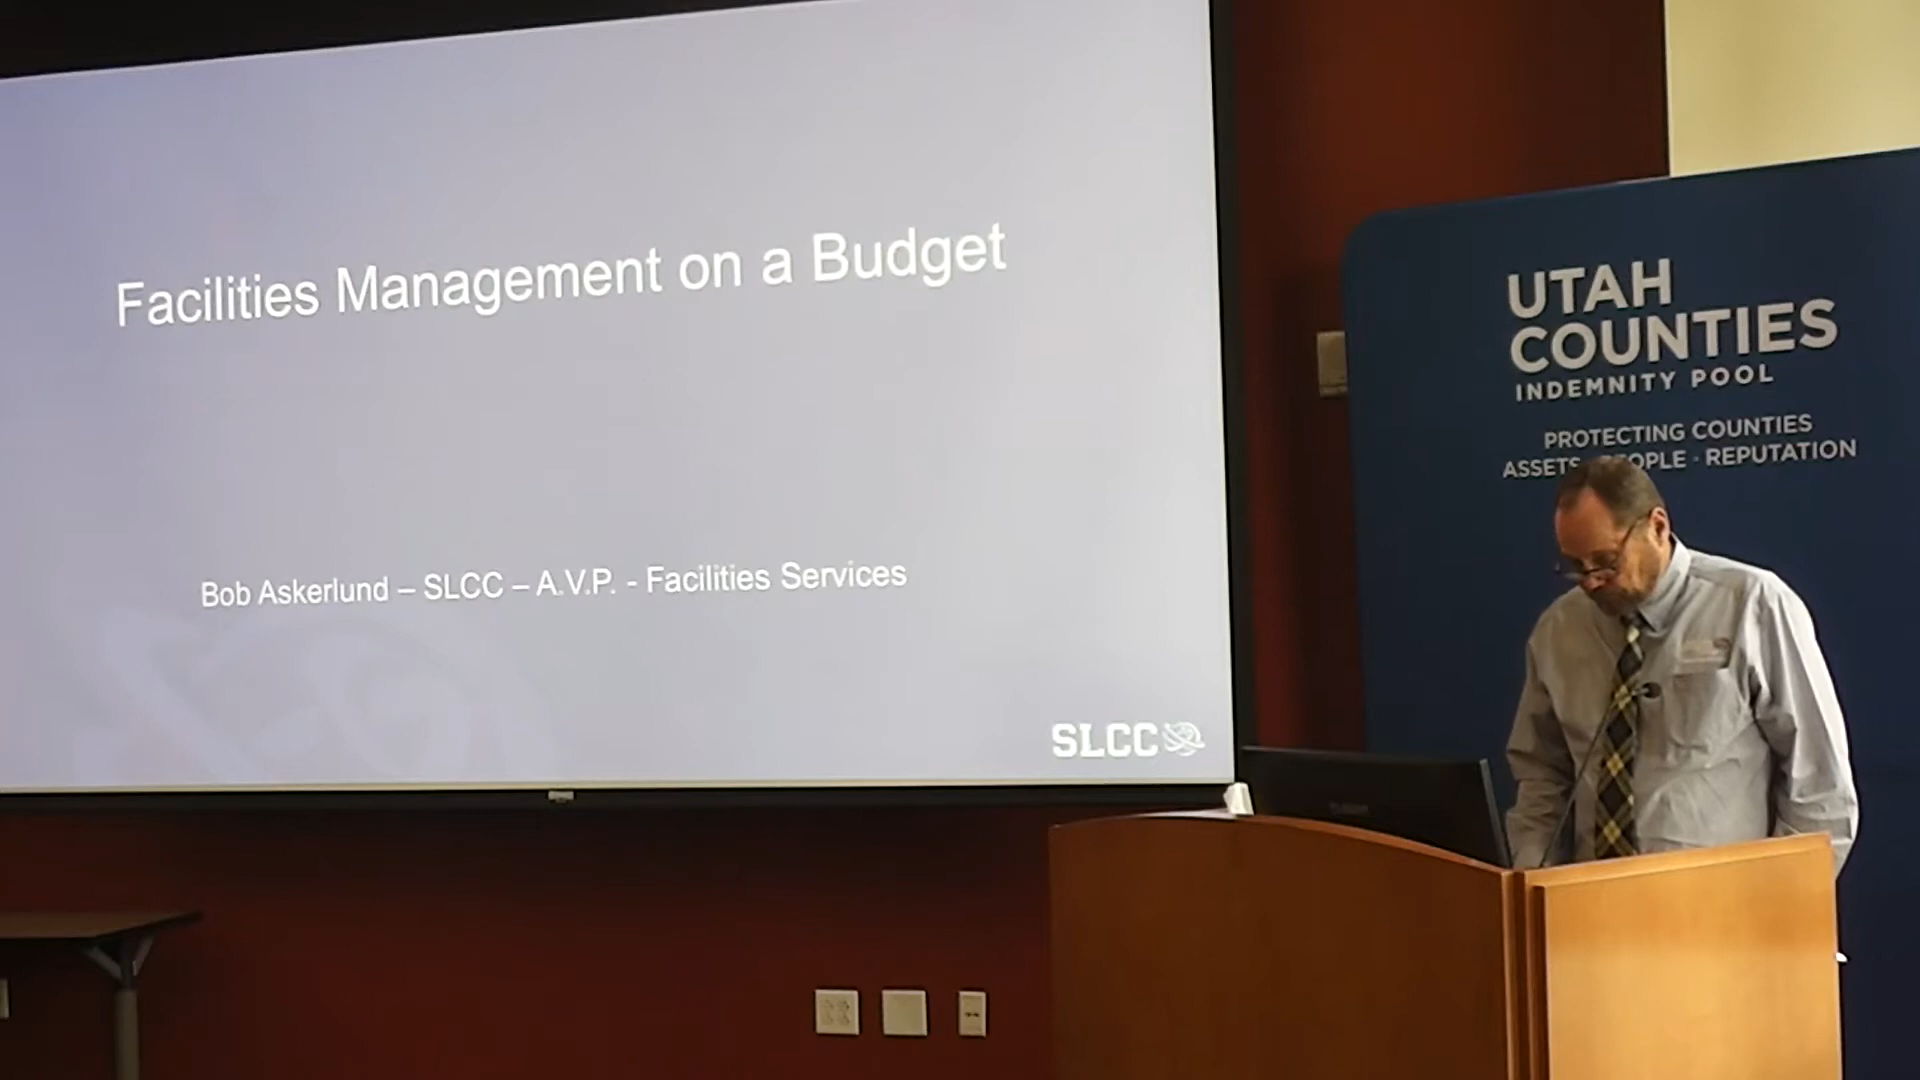 Facilities Management on a Budget
Bob Askerlund – SLCC – A.V.P. - Facilities Services
SLCC
UTAH
COUNTIES
INDEMNITY POOL
PROTECTING COUNTIES
ASSETS · PEOPLE · REPUTATION